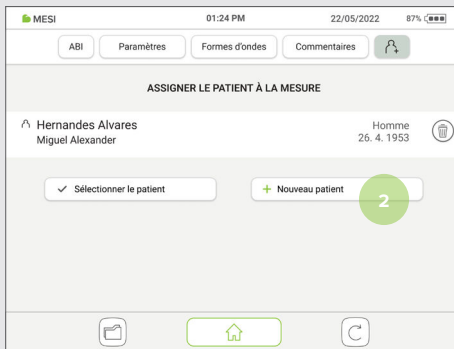 MESI 01:24 PM 22/05/2022 87%
ABI Paramètres Formes d'ondes Commentaires
ASSIGNER LE PATIENT À LA MESURE
Hernandes Alvares Homme
Miguel Alexander 26. 4. 1953
Sélectionner le patient Nouveau patient
2